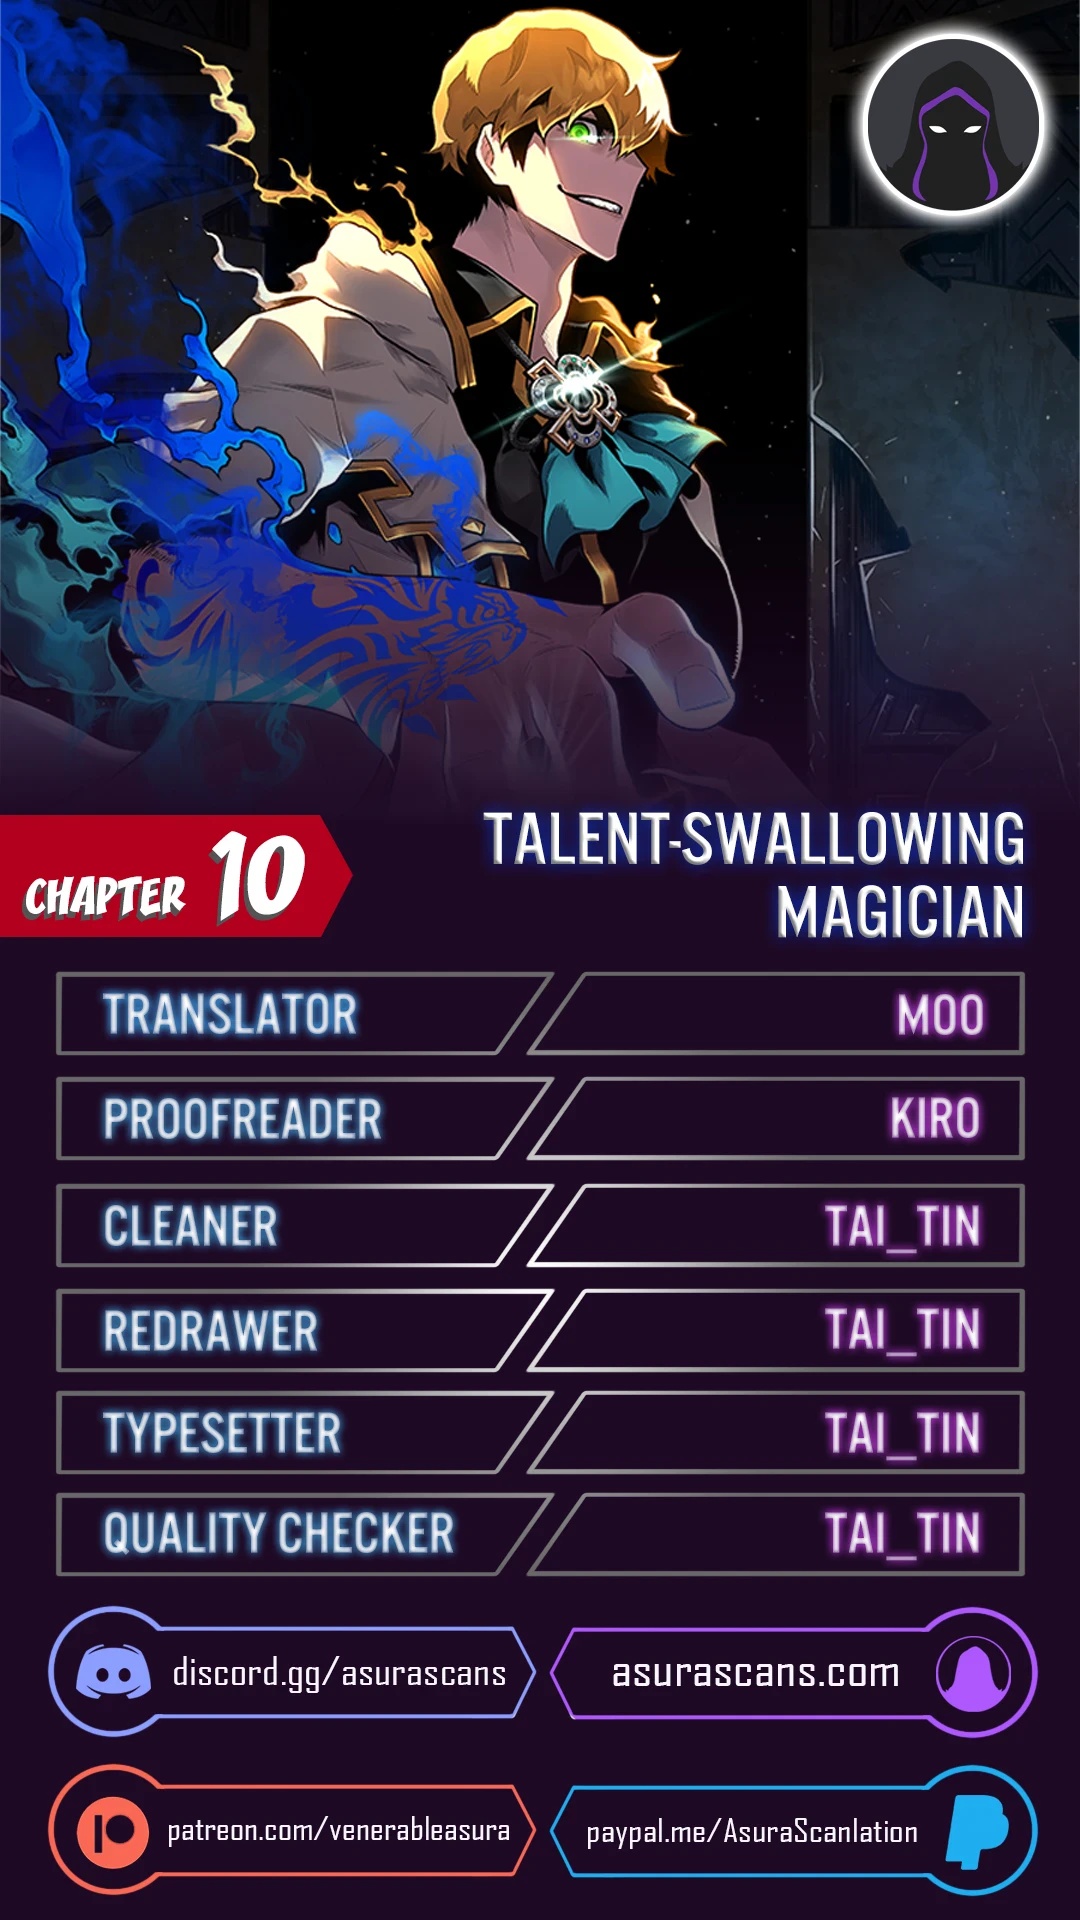 CHAPTER 10
TALENT-SWALLOWING
MAGICIAN
TRANSLATOR MOO
PROOFREADER KIRO
CLEANER TAI_TIN
REDRAWER TAI_TIN
TYPESETTER TAI_TIN
QUALITY CHECKER TAI_TIN
discord.gg/asurascans
asurascans.com
patreon.com/venerableasura
paypal.me/AsuraScanlation